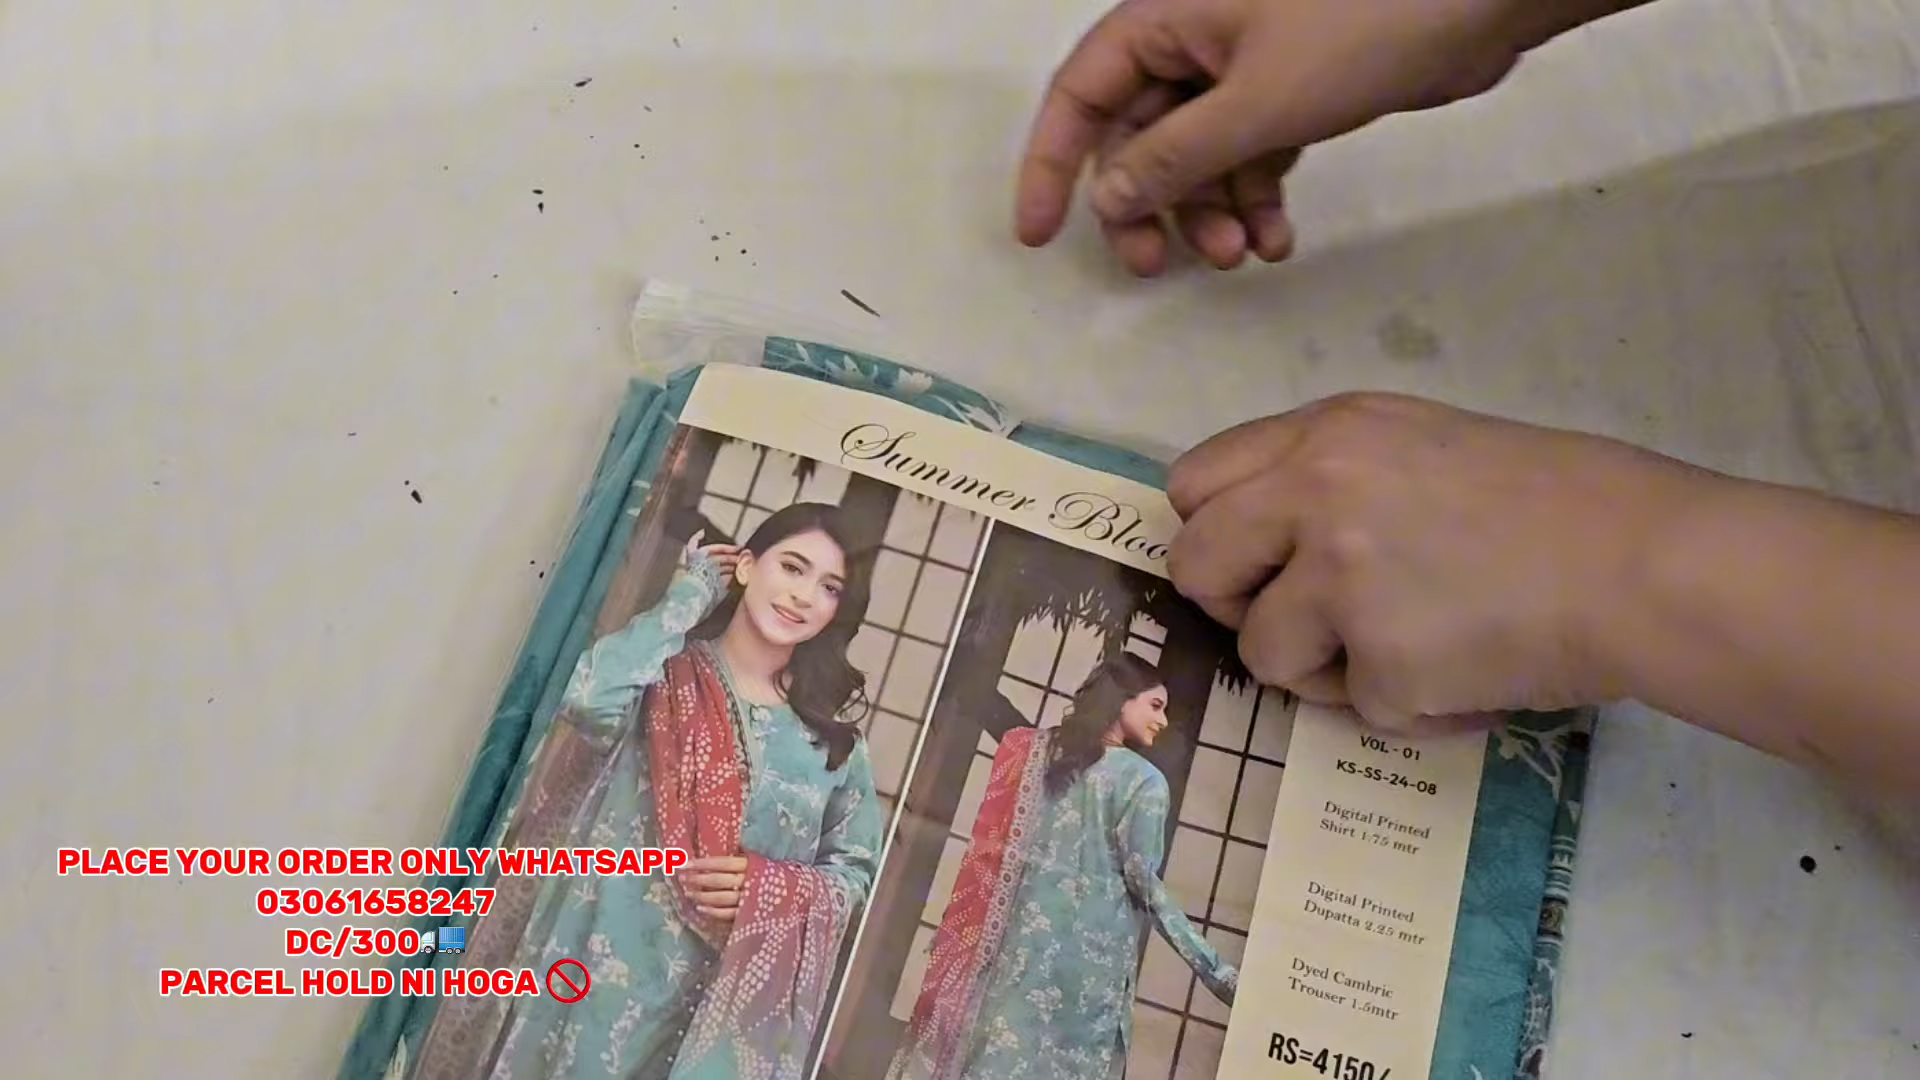 Summer Bloo
VOL - 01
KS-SS-24-08
Digital Printed
Shirt 1.75 mtr
Digital Printed
Dupatta 2.25 mtr
Dyed Cambric
Trouser 1.5mtr
RS=4150/
PLACE YOUR ORDER ONLY WHATSAPP
03061658247
DC/300🚛
PARCEL HOLD NI HOGA 🚫